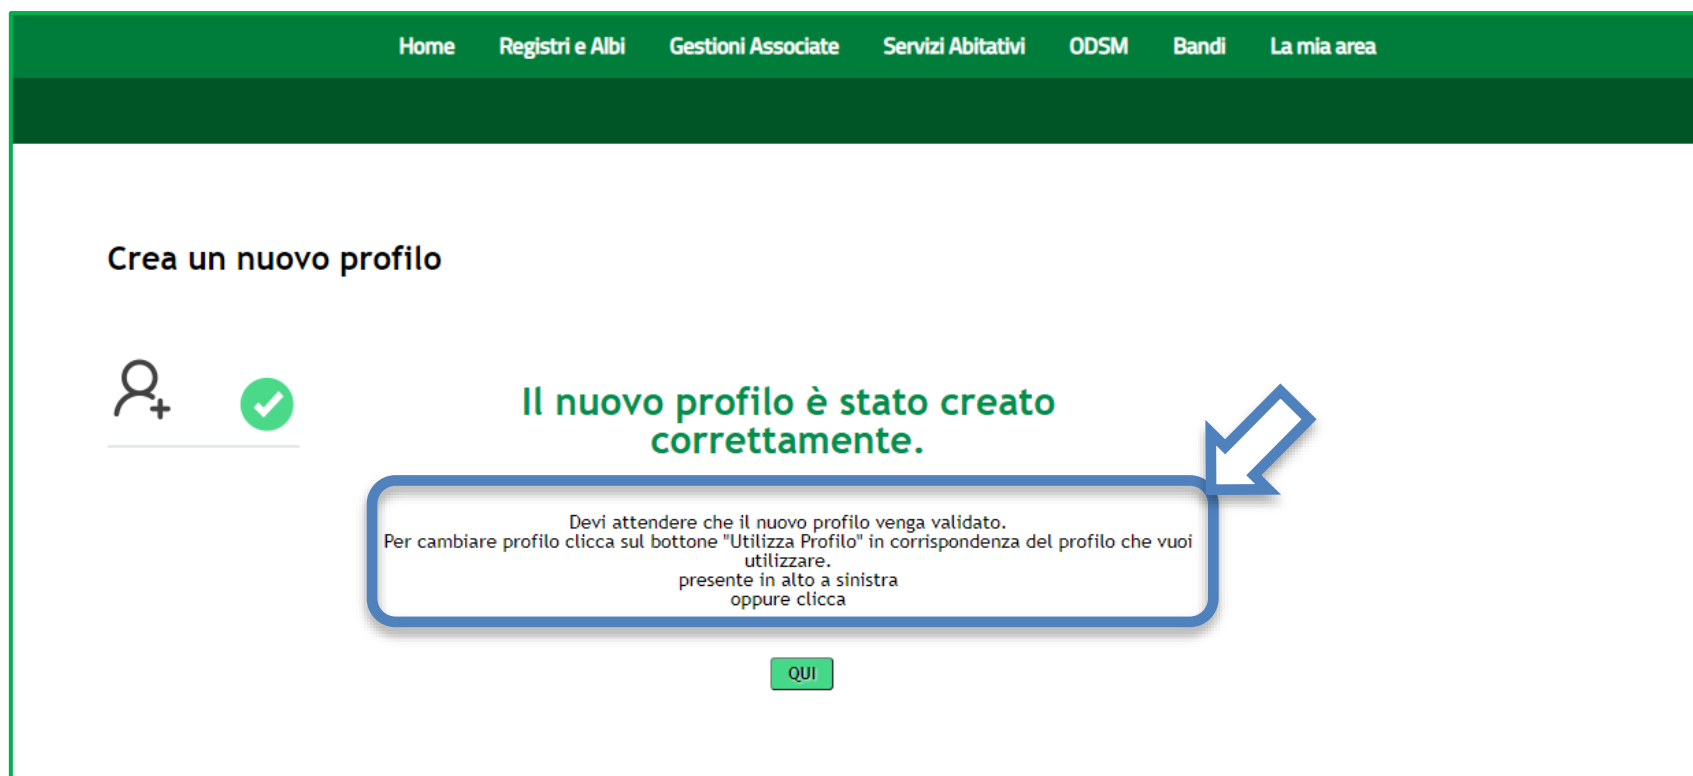 Home Registri e Albi Gestioni Associate Servizi Abitativi ODSM Bandi La mia area
Crea un nuovo profilo
Il nuovo profilo è stato creato
correttamente.
Devi attendere che il nuovo profilo venga validato.
Per cambiare profilo clicca sul bottone "Utilizza Profilo" in corrispondenza del profilo che vuoi
utilizzare.
presente in alto a sinistra
oppure clicca
QUI